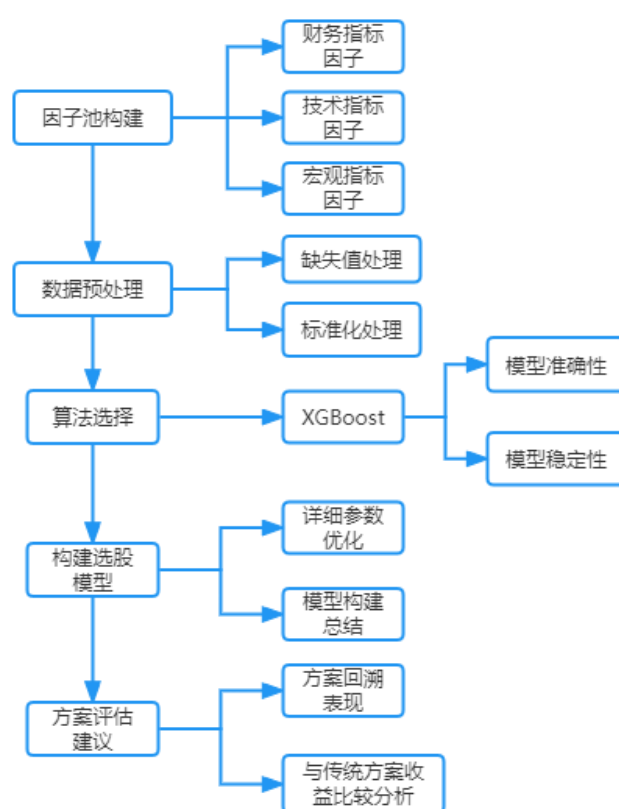 财务指标
因子
因子池构建
技术指标
因子
宏观指标
因子
数据预处理
缺失值处理
标准化处理
算法选择
XGBoost
模型准确性
模型稳定性
构建选股
模型
详细参数
优化
模型构建
总结
方案评估
建议
方案回溯
表现
与传统方案收
益比较分析